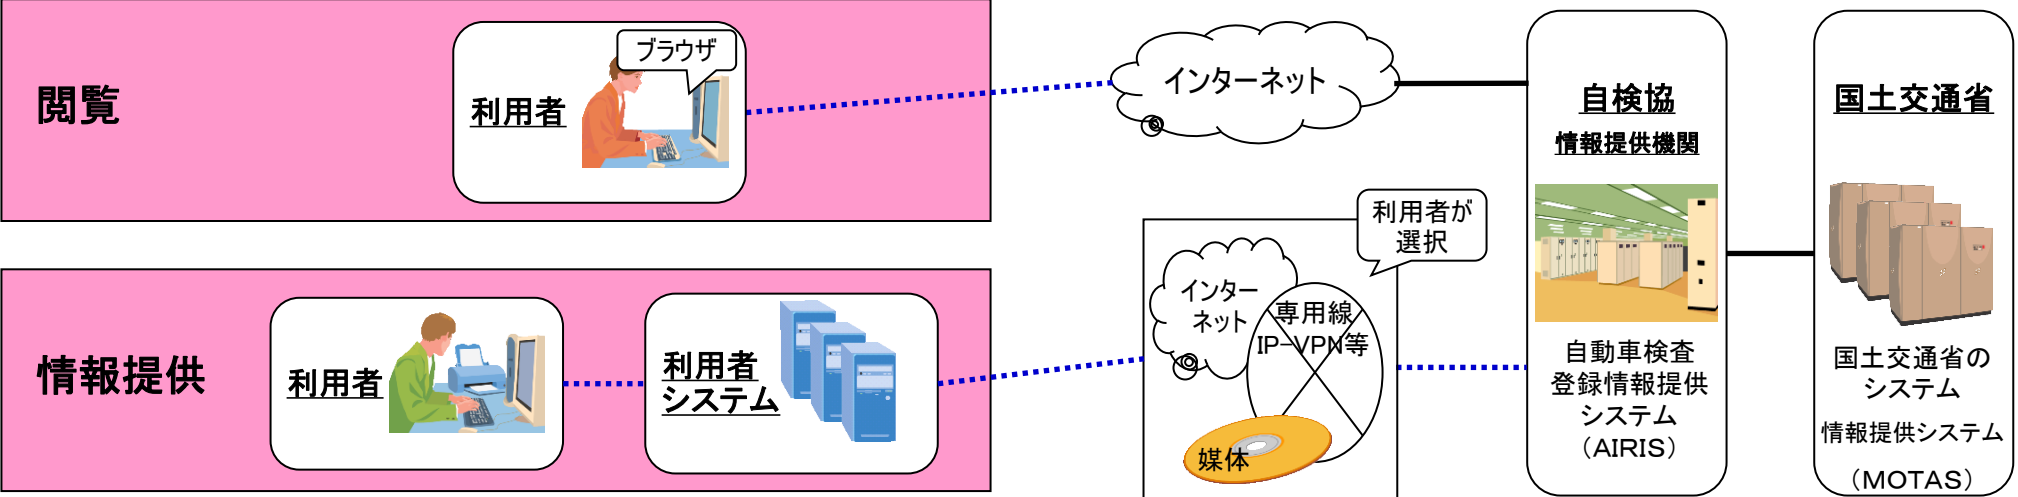 閲覧
利用者
ブラウザ
インターネット
自検協
情報提供機関
国土交通省
情報提供
利用者
利用者
システム
利用者が
選択
インター
ネット
専用線
IP-VPN等
媒体
自動車検査
登録情報提供
システム
（AIRIS）
国土交通省の
システム
情報提供システム
（MOTAS）